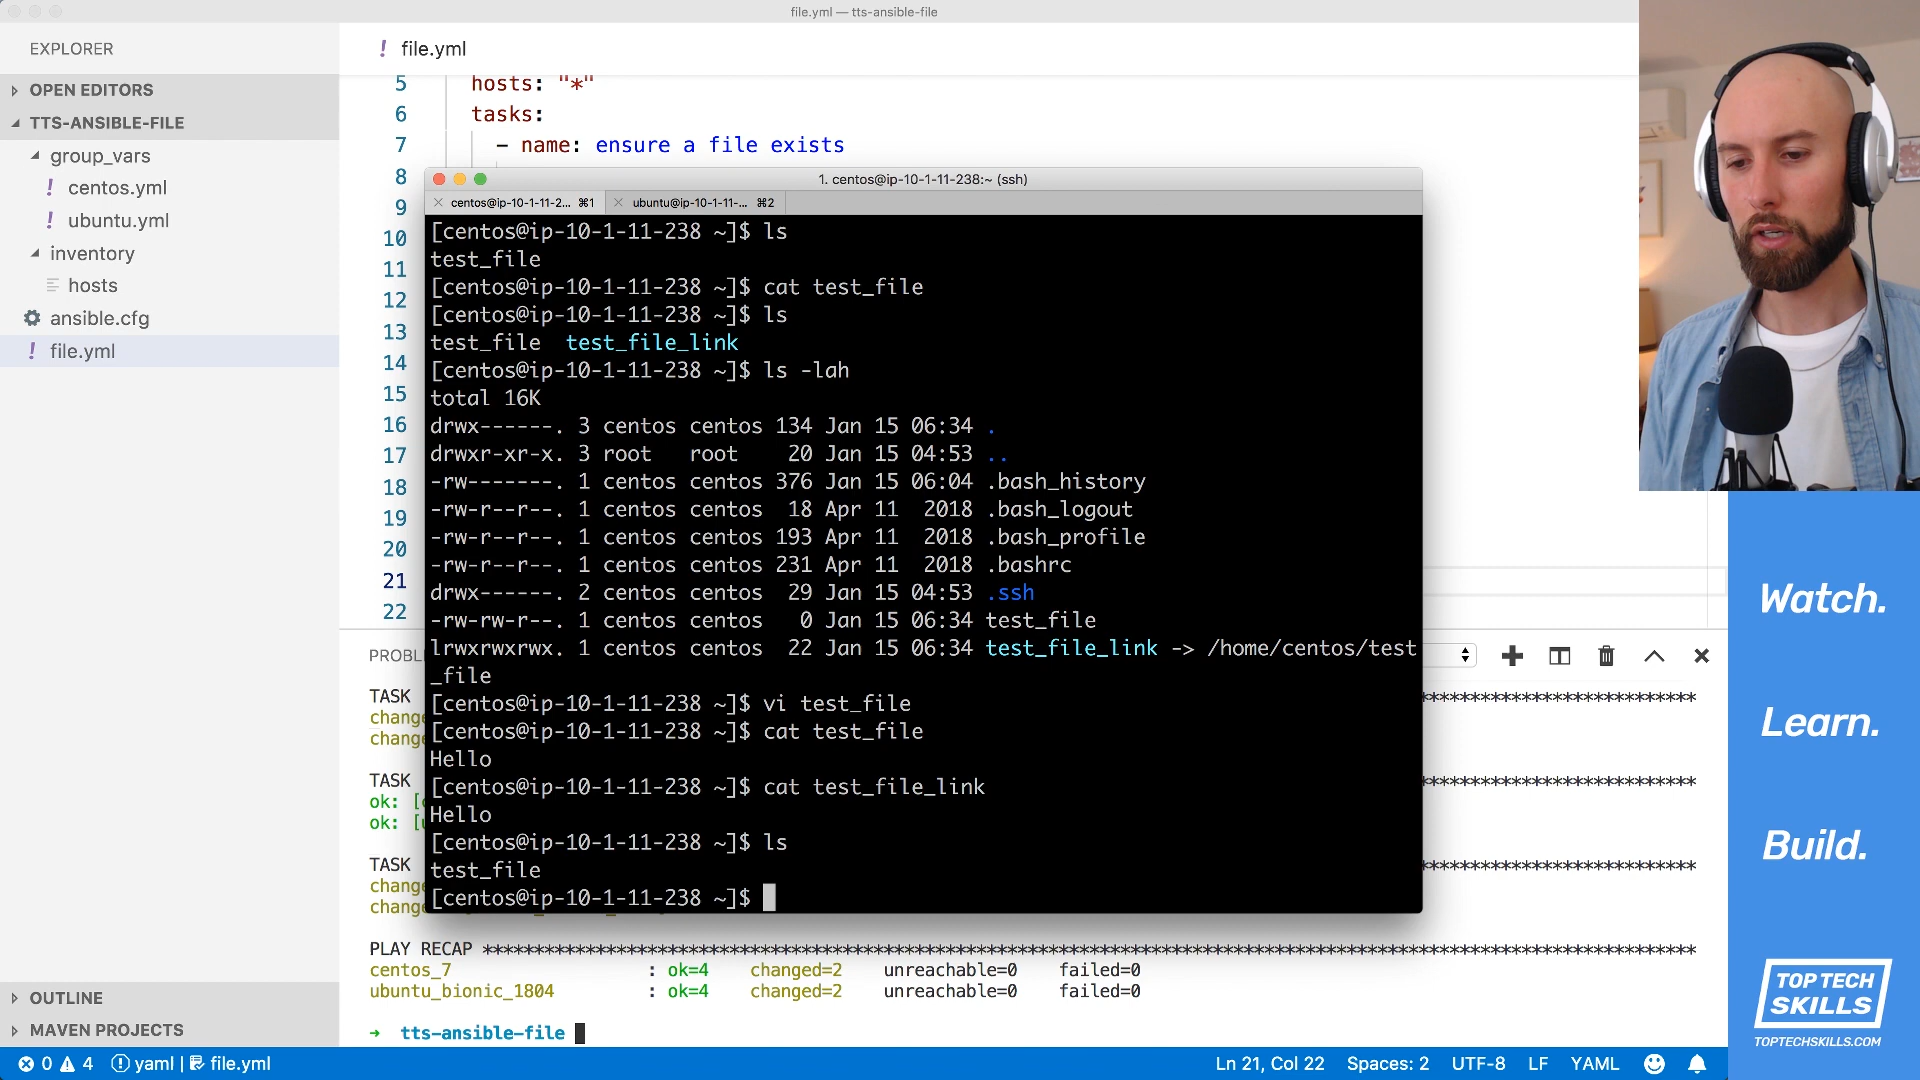 file.yml — tts-ansible-file
EXPLORER
OPEN EDITORS
TTS-ANSIBLE-FILE
group_vars
! centos.yml
! ubuntu.yml
inventory
hosts
ansible.cfg
! file.yml
OUTLINE
MAVEN PROJECTS
! file.yml
5 hosts: "*"
6 tasks:
7 - name: ensure a file exists
8
9
10
11
12
13
14
15
16
17
18
19
20
21
22
1. centos@ip-10-1-11-238:~ (ssh)
centos@ip-10-1-11-2... ⌘1
ubuntu@ip-10-1-11-... ⌘2
[centos@ip-10-1-11-238 ~]$ ls
test_file
[centos@ip-10-1-11-238 ~]$ cat test_file
[centos@ip-10-1-11-238 ~]$ ls
test_file test_file_link
[centos@ip-10-1-11-238 ~]$ ls -lah
total 16K
drwx------. 3 centos centos 134 Jan 15 06:34 .
drwxr-xr-x. 3 root root 20 Jan 15 04:53 ..
-rw-------. 1 centos centos 376 Jan 15 06:04 .bash_history
-rw-r--r--. 1 centos centos 18 Apr 11 2018 .bash_logout
-rw-r--r--. 1 centos centos 193 Apr 11 2018 .bash_profile
-rw-r--r--. 1 centos centos 231 Apr 11 2018 .bashrc
drwx------. 2 centos centos 29 Jan 15 04:53 .ssh
-rw-rw-r--. 1 centos centos 0 Jan 15 06:34 test_file
lrwxrwxrwx. 1 centos centos 22 Jan 15 06:34 test_file_link -> /home/centos/test
_file
[centos@ip-10-1-11-238 ~]$ vi test_file
[centos@ip-10-1-11-238 ~]$ cat test_file
Hello
[centos@ip-10-1-11-238 ~]$ cat test_file_link
Hello
[centos@ip-10-1-11-238 ~]$ ls
test_file
[centos@ip-10-1-11-238 ~]$
PROBL
TASK
change
change
TASK
ok: [
ok: [
TASK
change
change
PLAY RECAP ****************************************************************
centos_7 : ok=4 changed=2 unreachable=0 failed=0
ubuntu_bionic_1804 : ok=4 changed=2 unreachable=0 failed=0
→ tts-ansible-file
0 4 yaml | file.yml
Ln 21, Col 22 Spaces: 2 UTF-8 LF YAML
Watch.
Learn.
Build.
TOP TECH
SKILLS
TOPTECHSKILLS.COM